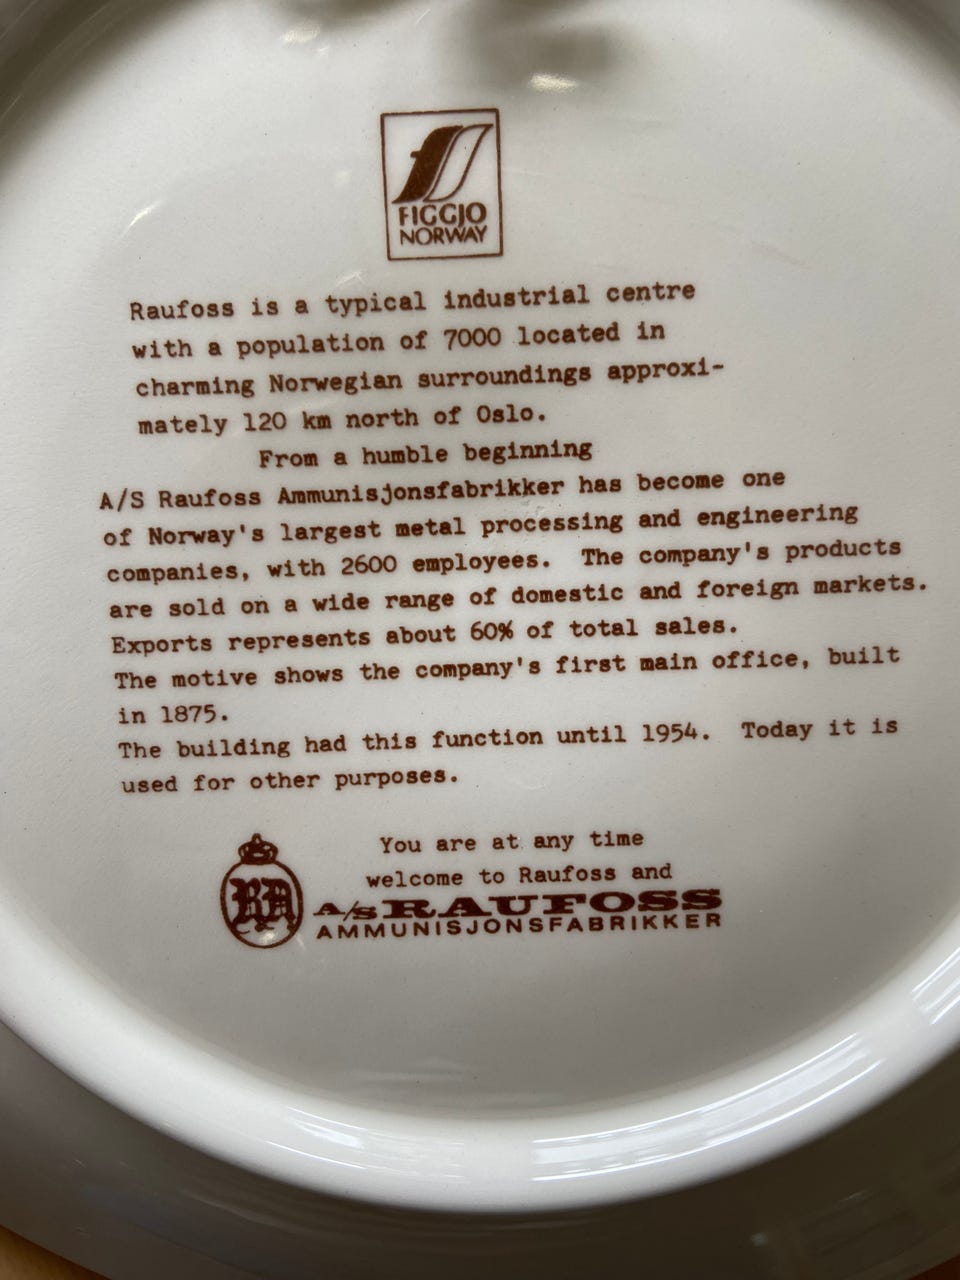 FIGGJO
NORWAY
Raufoss is a typical industrial centre
with a population of 7000 located in
charming Norwegian surroundings approxi-
mately 120 km north of Oslo.
From a humble beginning
A/S Raufoss Ammunisjonsfabrikker has become one
of Norway's largest metal processing and engineering
companies, with 2600 employees. The company's products
are sold on a wide range of domestic and foreign markets.
Exports represents about 60% of total sales.
The motive shows the company's first main office, built
in 1875.
The building had this function until 1954. Today it is
used for other purposes.
You are at any time
welcome to Raufoss and
RA
A/S RAUFOSS
AMMUNISJONSFABRIKKER